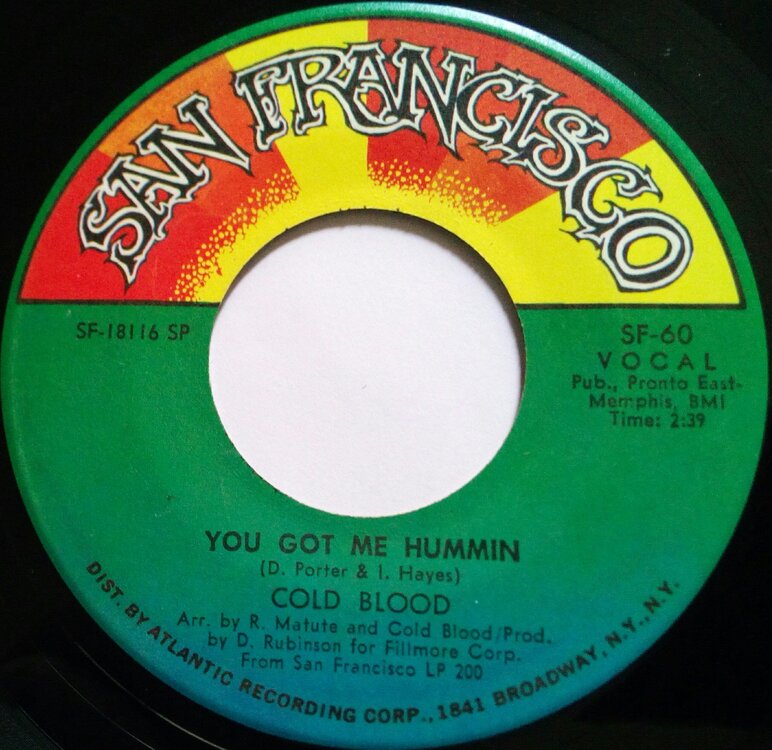 SAN FRANCISCO
SF-18116 SP
SF-60
VOCAL
Pub., Pronto East-
Memphis, BMI
Time: 2:39
YOU GOT ME HUMMIN
(D. Porter & I. Hayes)
COLD BLOOD
Arr. by R. Matute and Cold Blood/Prod.
by D. Rubinson for Fillmore Corp.
From San Francisco LP 200
DIST. BY ATLANTIC RECORDING CORP., 1841 BROADWAY, N.Y., N.Y.